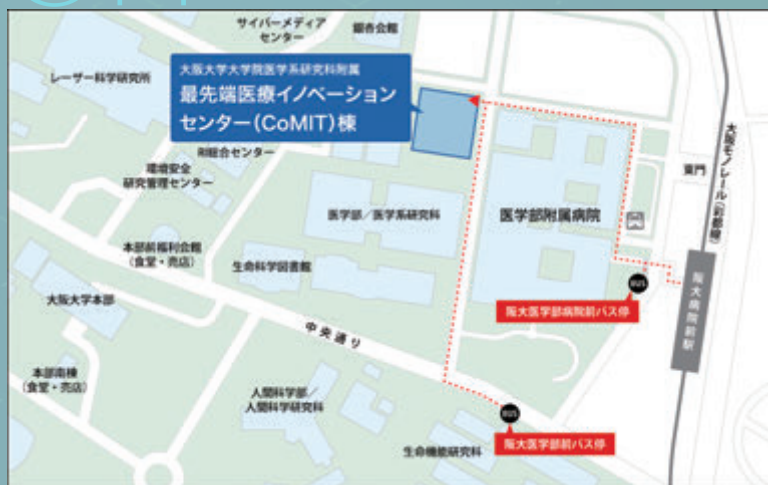 サイバーメディア
センター
銀杏会館
レーザー科学研究所
大阪大学大学院医学系研究科附属
最先端医療イノベーション
センター(CoMIT)棟
RI総合センター
環境安全
研究管理センター
医学部/医学系研究科
医学部附属病院
東門
大阪モノレール(彩都線)
本部前福利会館
(食堂・売店)
生命科学図書館
大阪大学本部
BUS
阪大医学部病院前バス停
阪大病院前駅
中央通り
本部南棟
(食堂・売店)
人間科学部/
人間科学研究科
BUS
阪大医学部前バス停
生命機能研究科